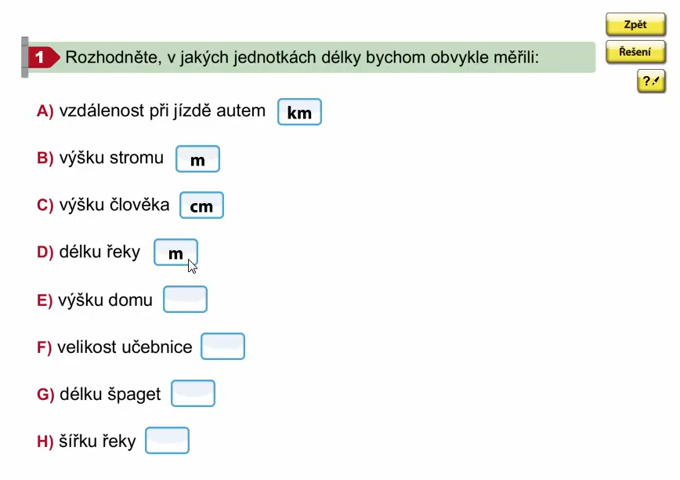 Zpět
1 Rozhodněte, v jakých jednotkách délky bychom obvykle měřili:
Řešení
?
A) vzdálenost při jízdě autem km
B) výšku stromu m
C) výšku člověka cm
D) délku řeky m
E) výšku domu
F) velikost učebnice
G) délku špaget
H) šířku řeky